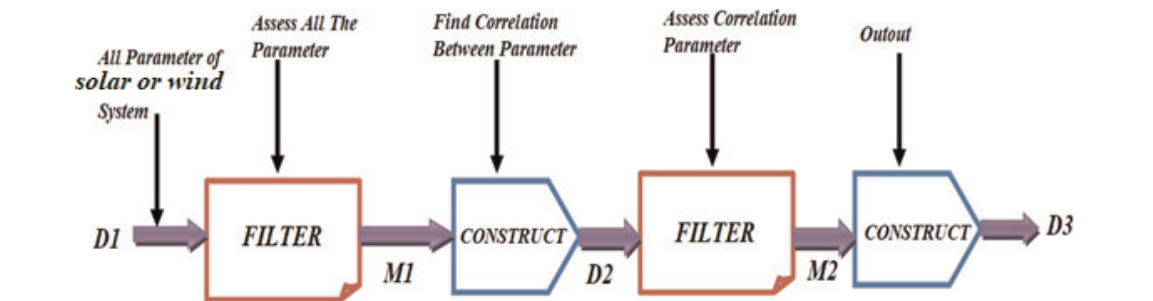 All Parameter of
solar or wind
System
Assess All The
Parameter
Find Correlation
Between Parameter
Assess Correlation
Parameter
Outout
D1
FILTER
M1
CONSTRUCT
D2
FILTER
M2
CONSTRUCT
D3